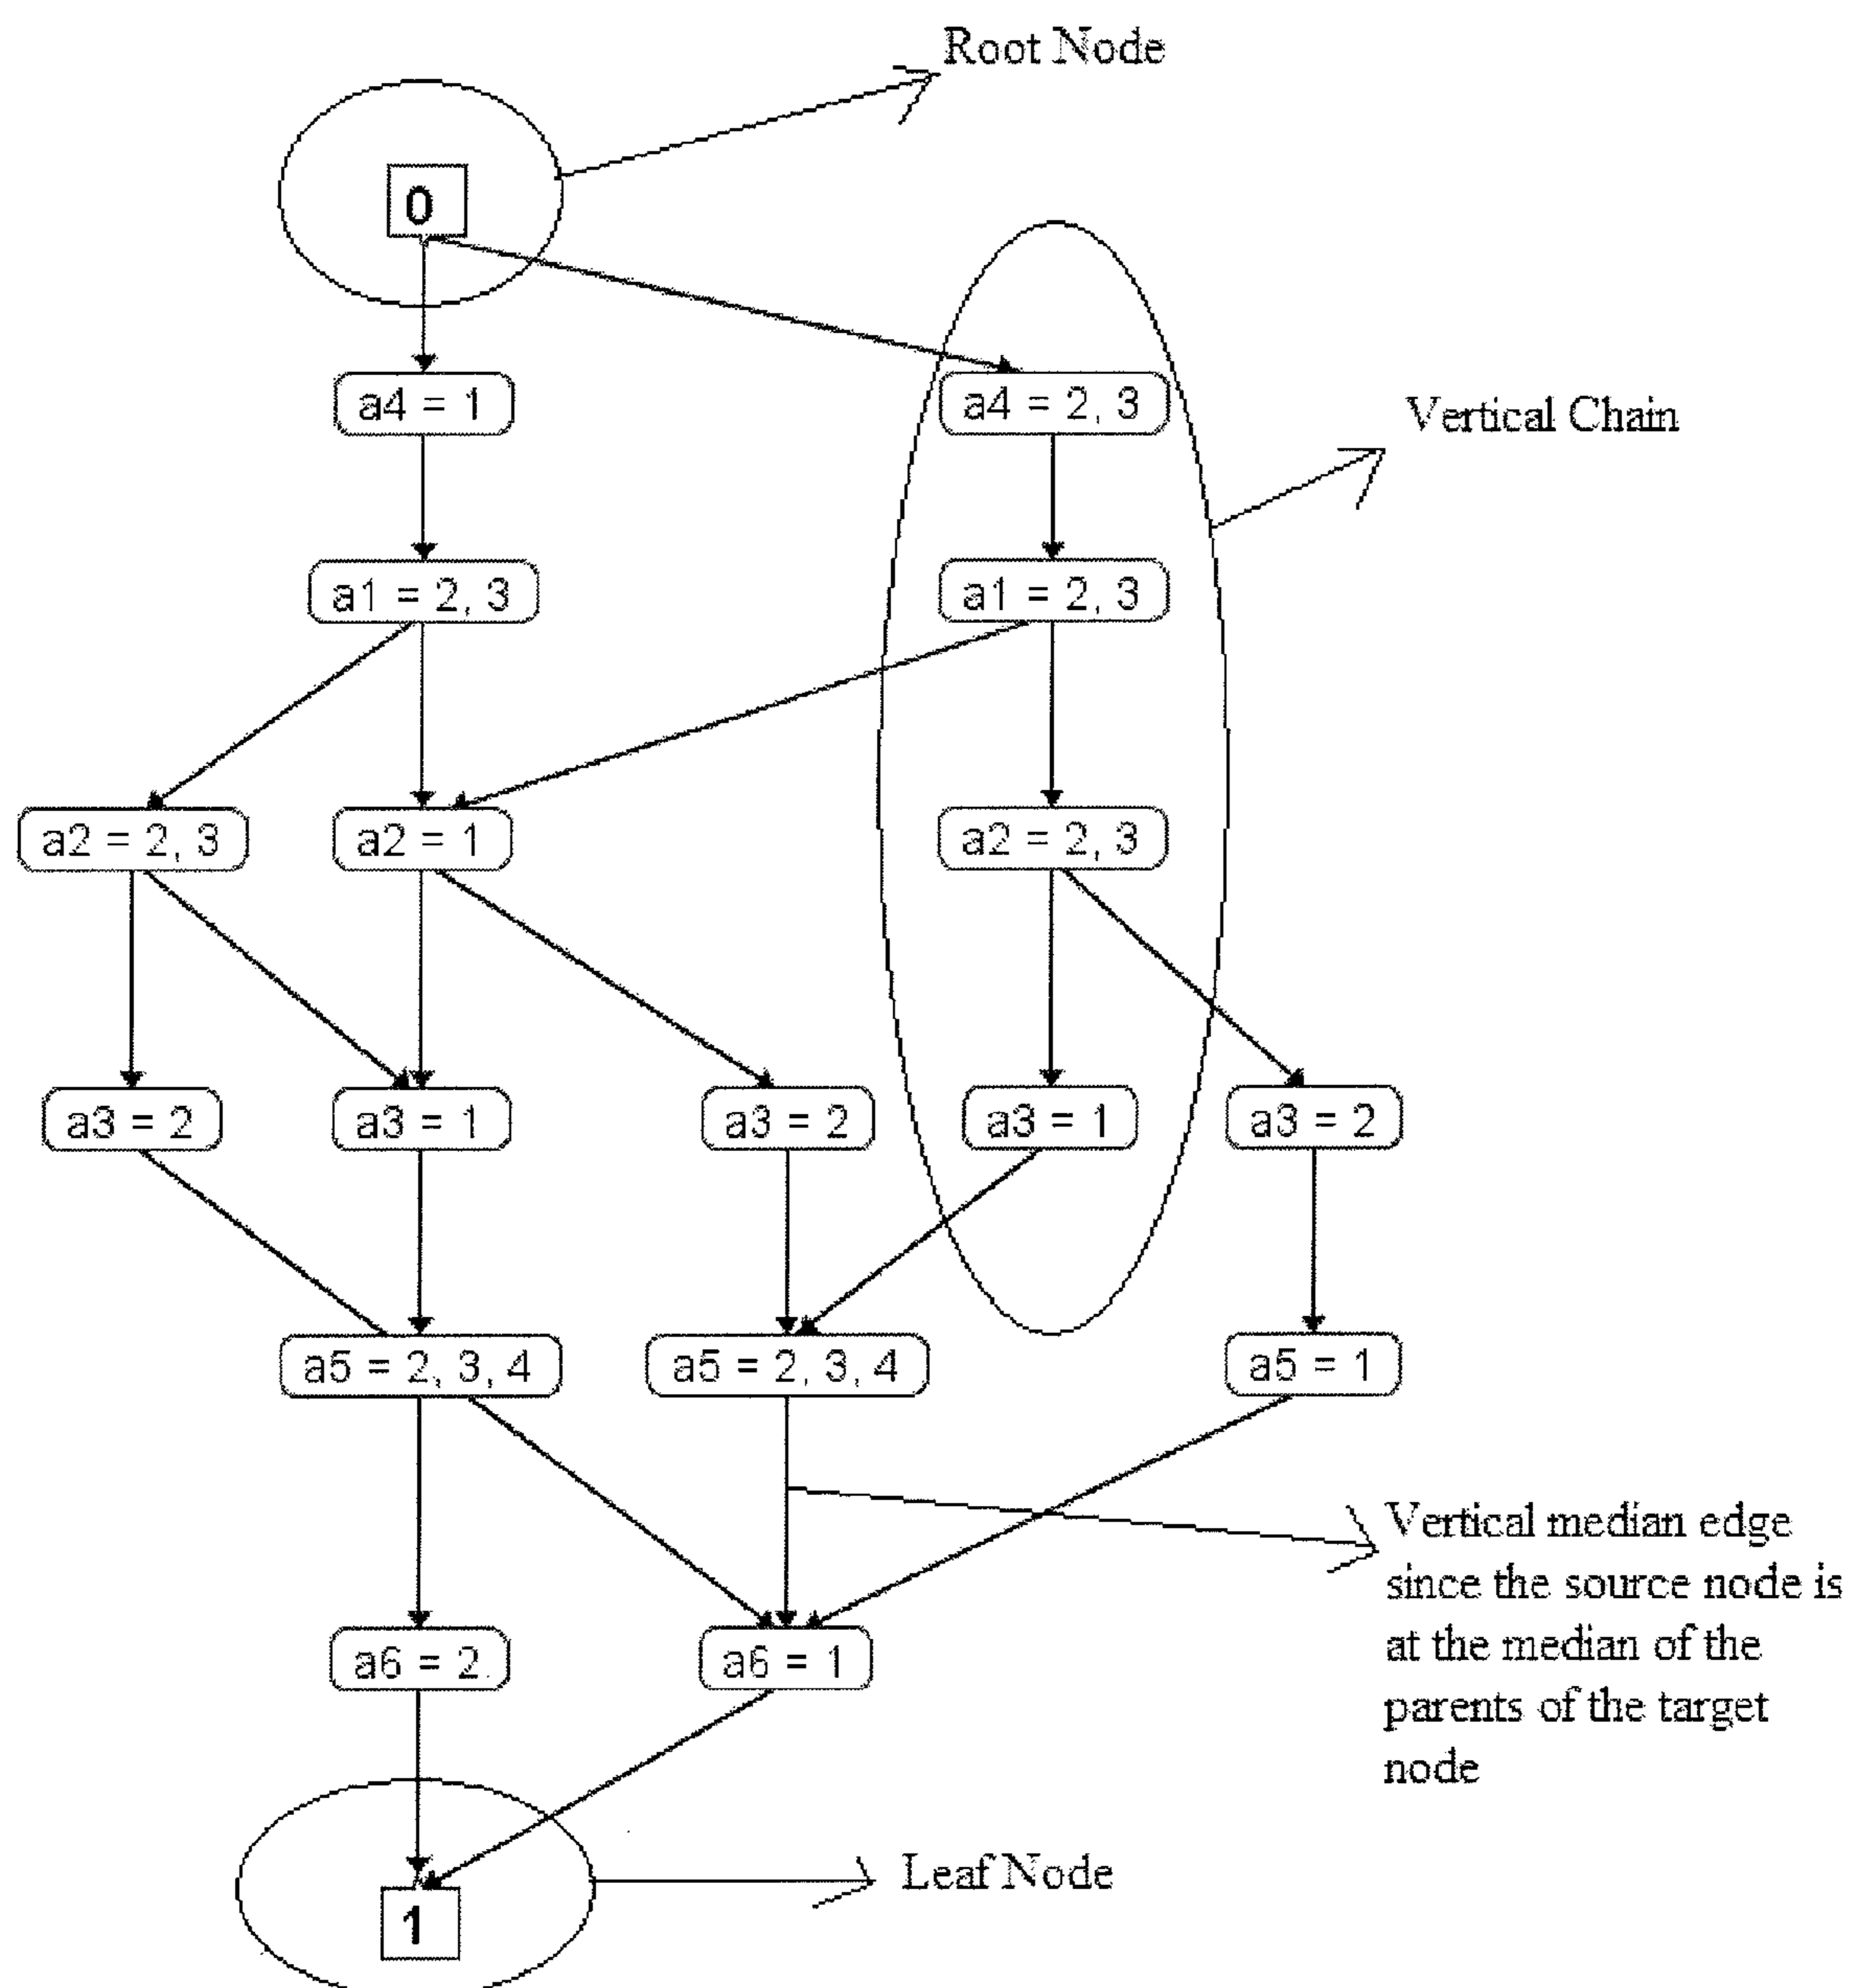 Root Node
0
a4 = 1
a4 = 2, 3
Vertical Chain
a1 = 2, 3
a1 = 2, 3
a2 = 2, 3
a2 = 1
a2 = 2, 3
a3 = 2
a3 = 1
a3 = 2
a3 = 1
a3 = 2
a5 = 2, 3, 4
a5 = 2, 3, 4
a5 = 1
Vertical median edge
since the source node is
at the median of the
parents of the target
node
a6 = 2
a6 = 1
Leaf Node
1